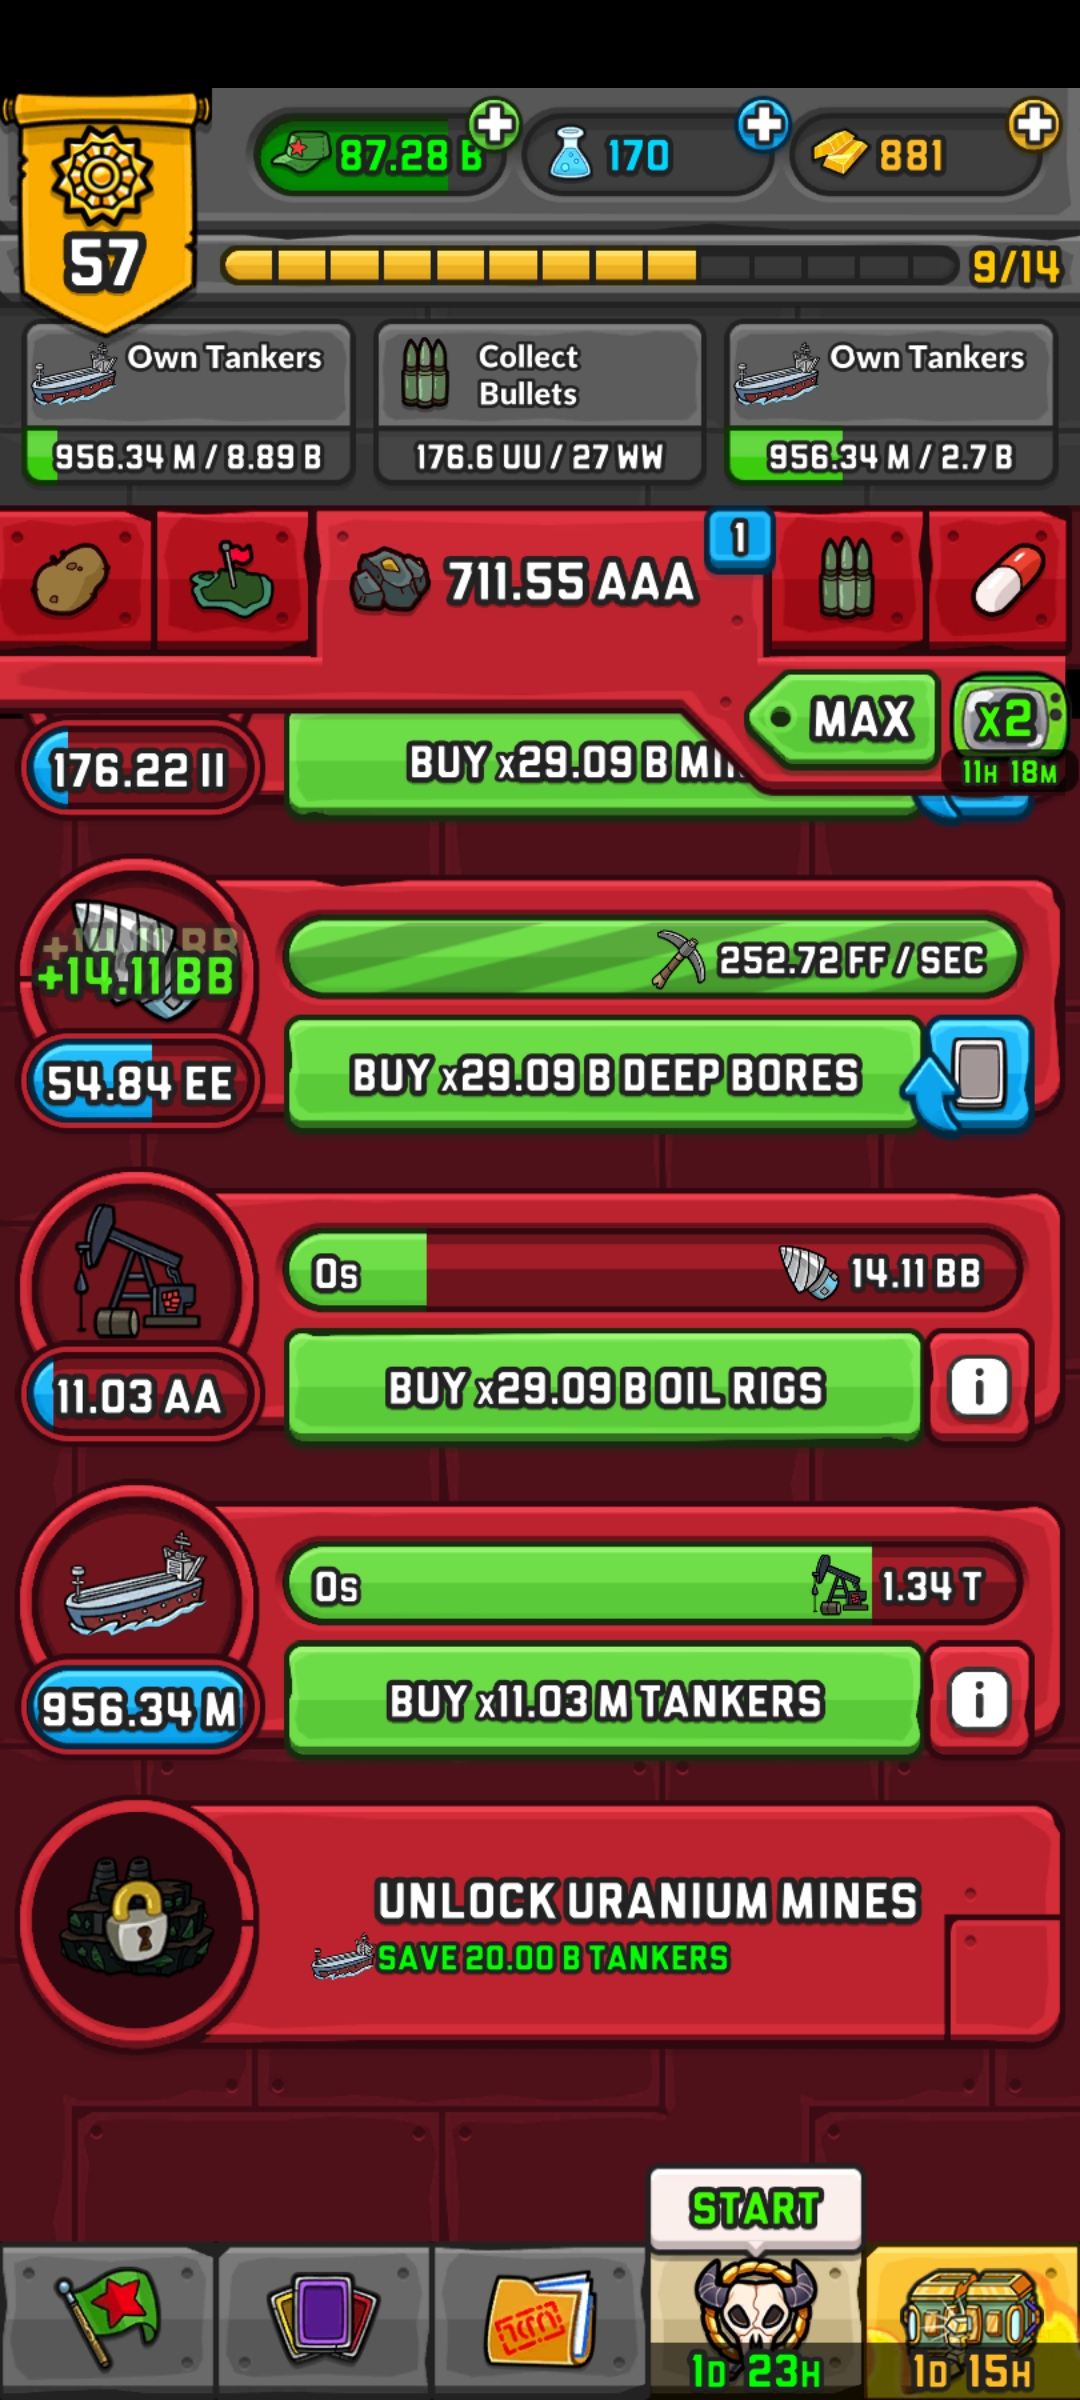 87.28 B
170
881
57
9/14
Own Tankers
956.34 M / 8.89 B
Collect
Bullets
176.6 UU / 27 WW
Own Tankers
956.34 M / 2.7 B
711.55 AAA
1
MAX
x2
11H 18M
176.22 II
BUY x29.09 B
+14.11 BB
+14.11 BB
252.72 FF / SEC
54.84 EE
BUY x29.09 B DEEP BORES
0s
14.11 BB
11.03 AA
BUY x29.09 B OIL RIGS
i
0s
1.34 T
956.34 M
BUY x11.03 M TANKERS
i
UNLOCK URANIUM MINES
SAVE 20.00 B TANKERS
START
1D 23H
1D 15H